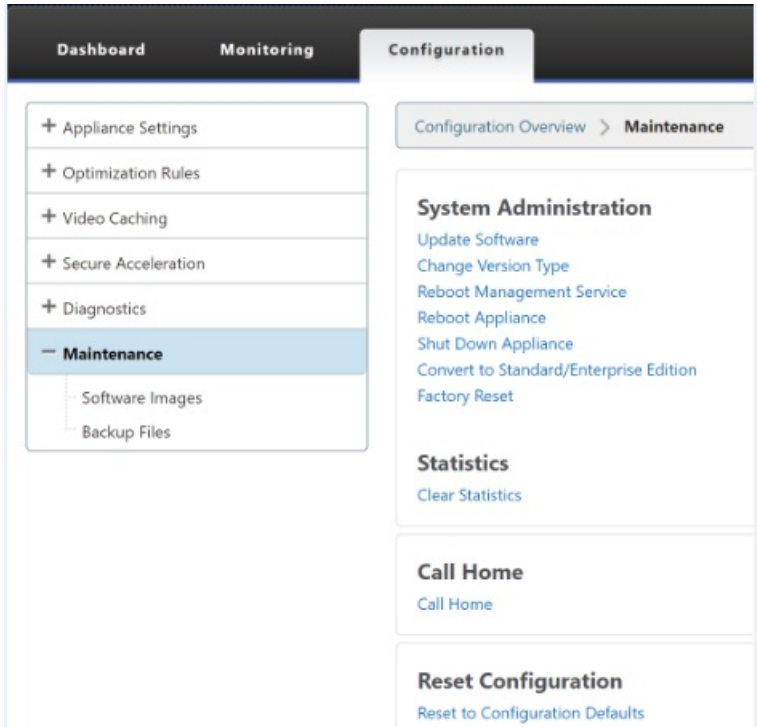 Dashboard Monitoring Configuration
+ Appliance Settings
+ Optimization Rules
+ Video Caching
+ Secure Acceleration
+ Diagnostics
− Maintenance
Software Images
Backup Files
Configuration Overview > Maintenance
System Administration
Update Software
Change Version Type
Reboot Management Service
Reboot Appliance
Shut Down Appliance
Convert to Standard/Enterprise Edition
Factory Reset
Statistics
Clear Statistics
Call Home
Call Home
Reset Configuration
Reset to Configuration Defaults